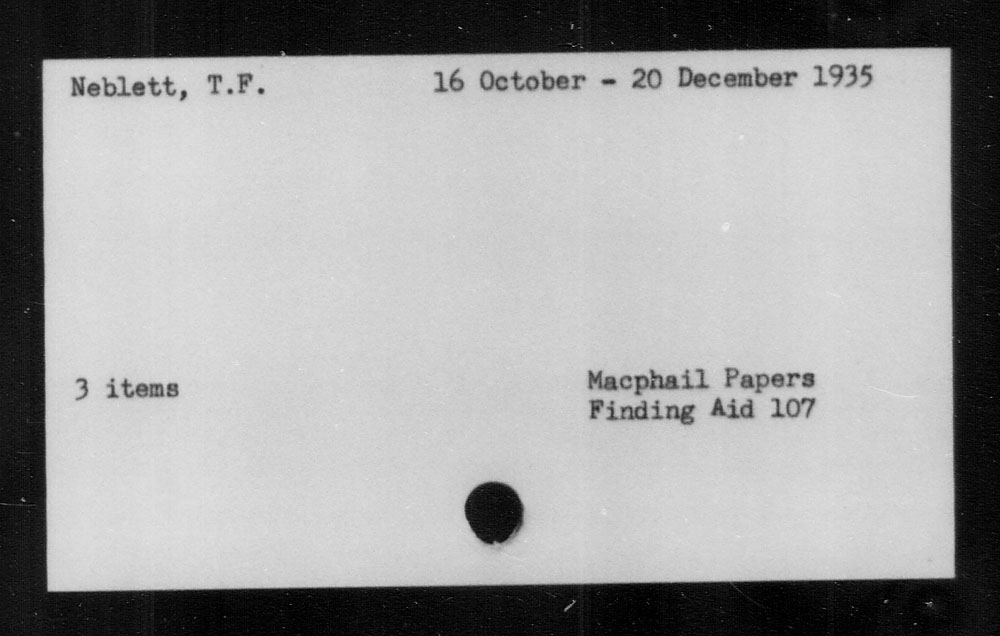 Neblett, T.F. 16 October - 20 December 1935
3 items
Macphail Papers
Finding Aid 107